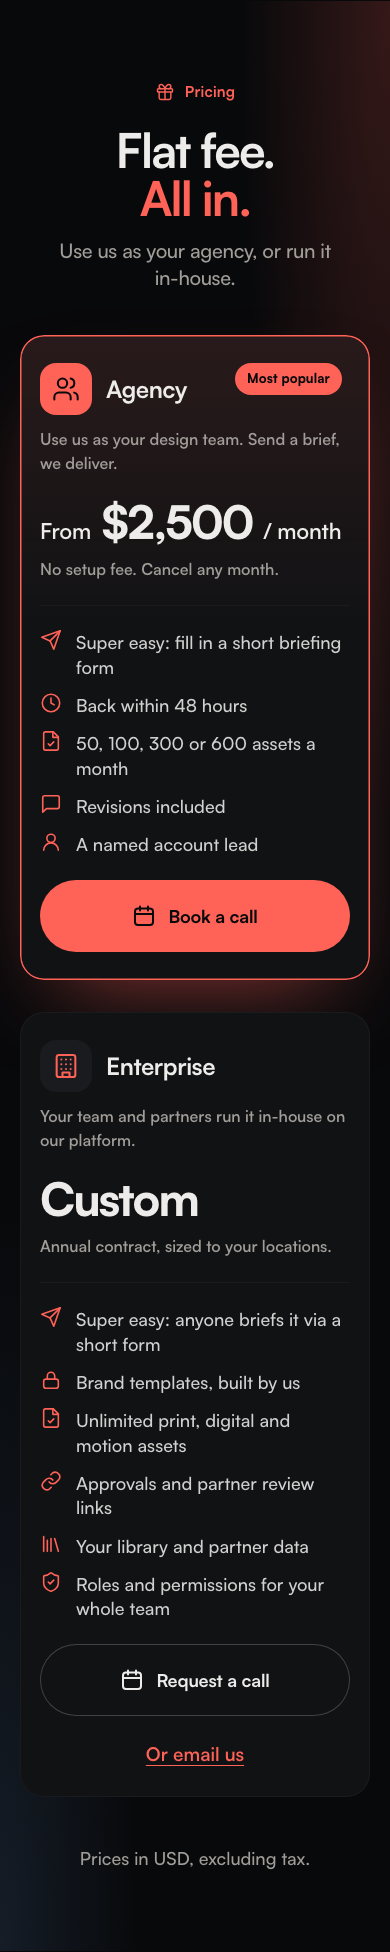 Pricing
Flat fee.
All in.
Use us as your agency, or run it
in-house.
Agency
Most popular
Use us as your design team. Send a brief,
we deliver.
From $2,500 / month
No setup fee. Cancel any month.
Super easy: fill in a short briefing
form
Back within 48 hours
50, 100, 300 or 600 assets a
month
Revisions included
A named account lead
Book a call
Enterprise
Your team and partners run it in-house on
our platform.
Custom
Annual contract, sized to your locations.
Super easy: anyone briefs it via a
short form
Brand templates, built by us
Unlimited print, digital and
motion assets
Approvals and partner review
links
Your library and partner data
Roles and permissions for your
whole team
Request a call
Or email us
Prices in USD, excluding tax.